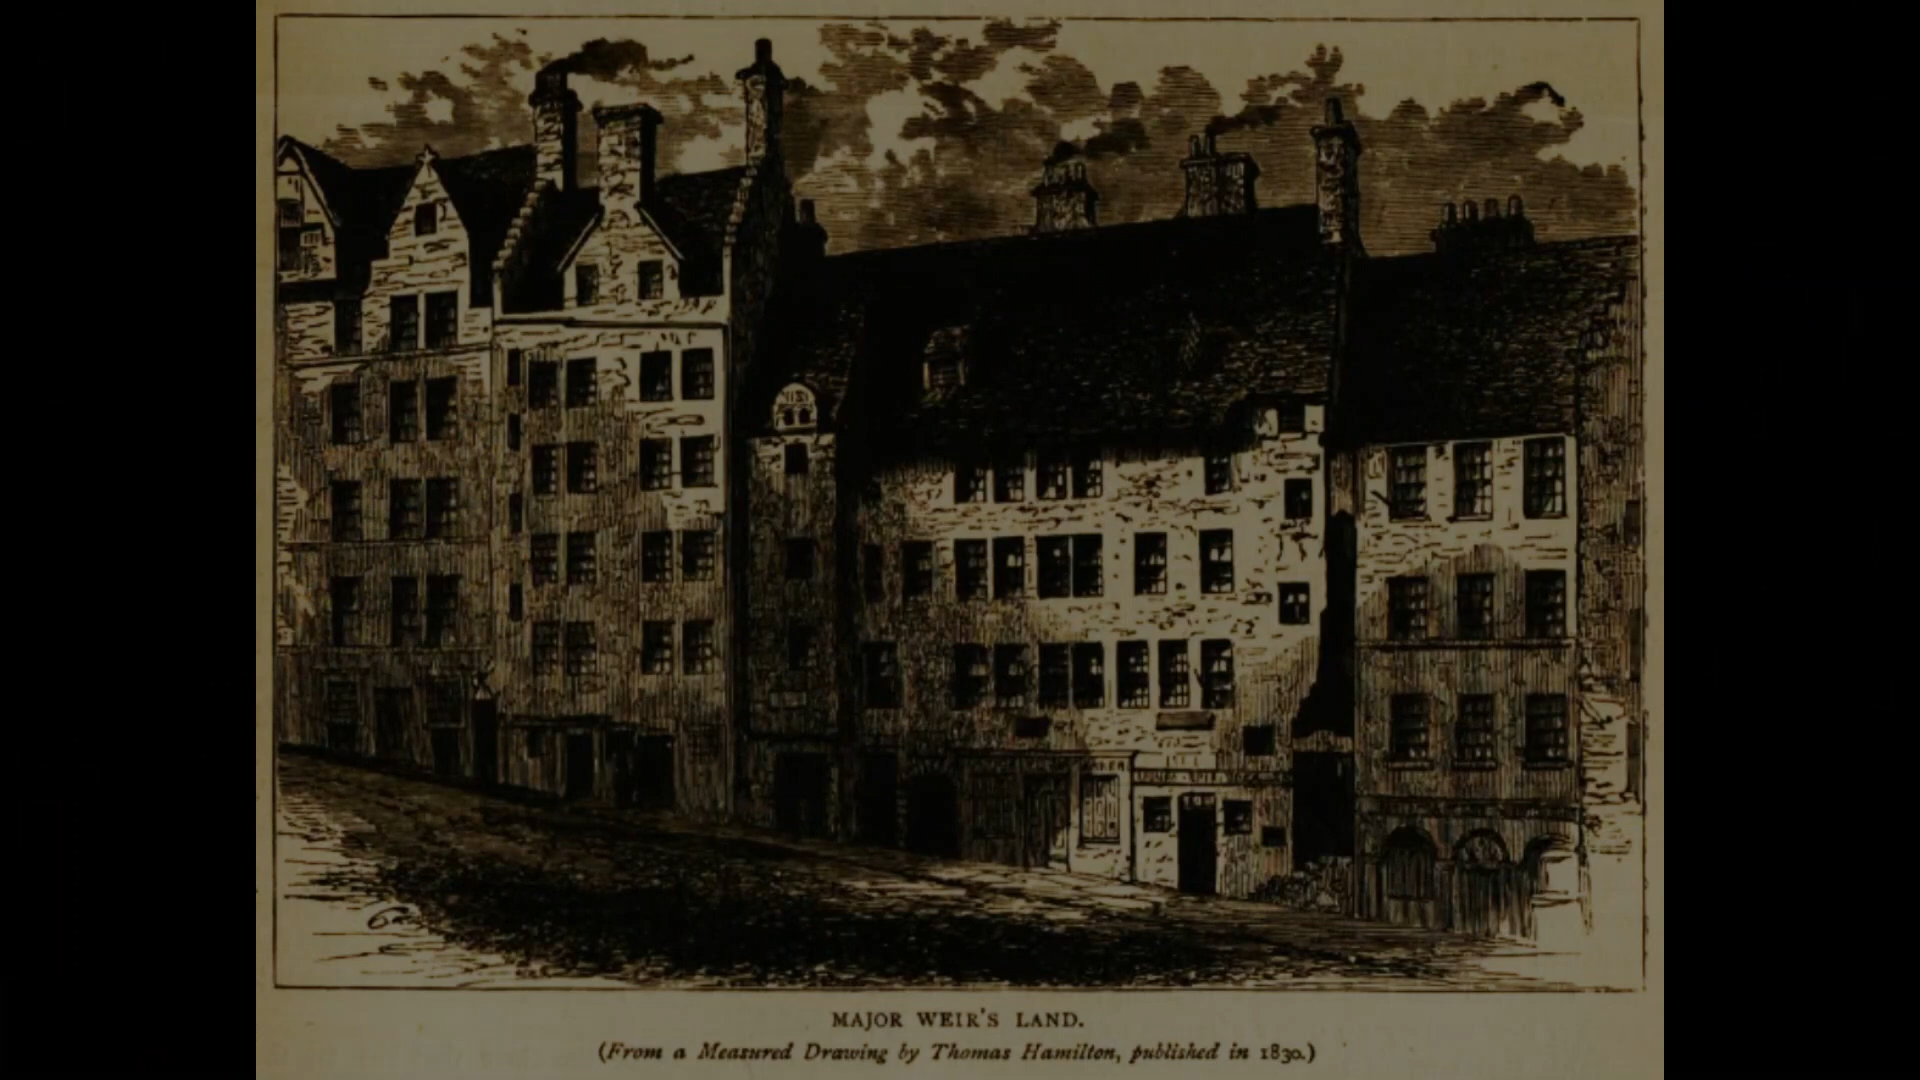 MAJOR WEIR'S LAND.
(From a Measured Drawing by Thomas Hamilton, published in 1830.)